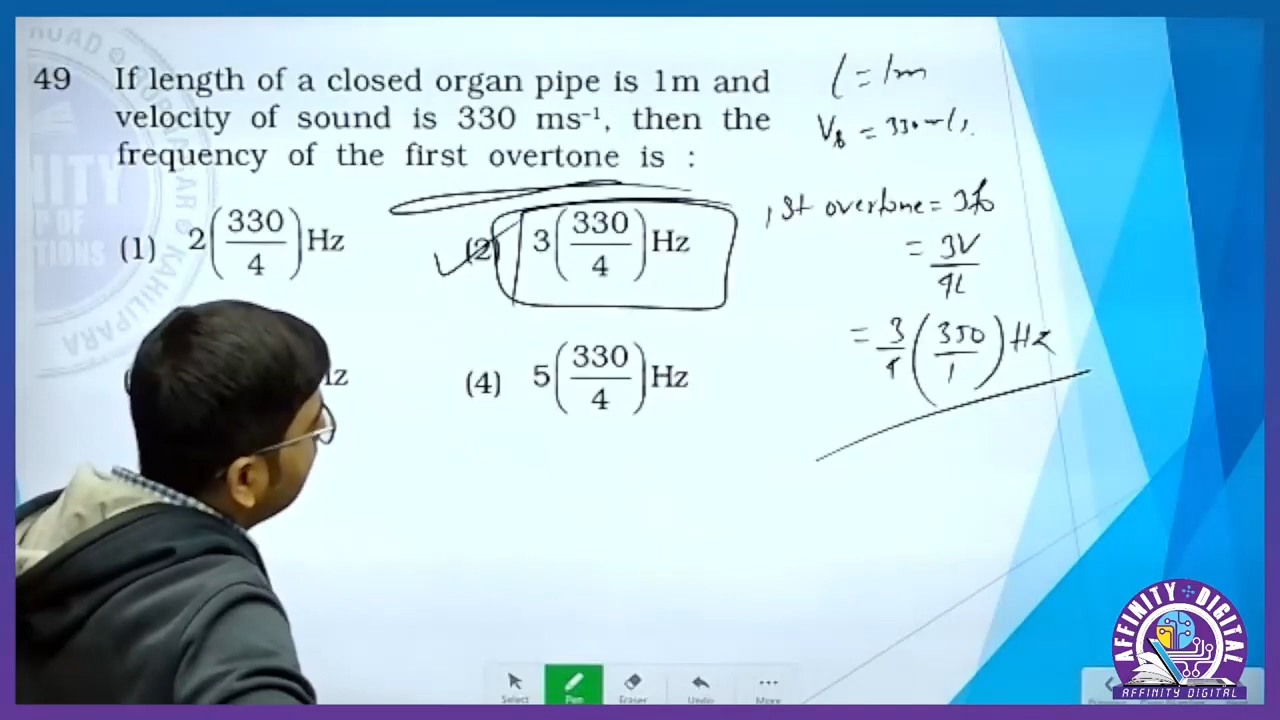 49 If length of a closed organ pipe is 1m and
velocity of sound is 330 ms⁻¹, then the
frequency of the first overtone is :
(1) 2(330/4)Hz
(2) 3(330/4)Hz
Hz
(4) 5(330/4)Hz
l = 1m
= 330 m/s.
1st overtone = 3f₀
= 3V/4L
= 3/4(330/1)Hz
Select Pen Eraser Undo More
AFFINITY DIGITAL
AFFINITY DIGITAL
KAHILIPARA